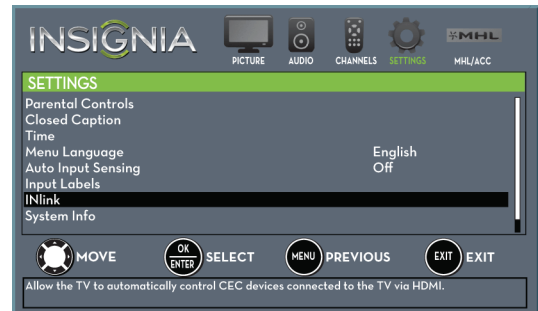 INSIGNIA
PICTURE AUDIO CHANNELS SETTINGS MHL MHL/ACC
SETTINGS
Parental Controls
Closed Caption
Time
Menu Language English
Auto Input Sensing Off
Input Labels
INlink
System Info
MOVE OK ENTER SELECT MENU PREVIOUS EXIT EXIT
Allow the TV to automatically control CEC devices connected to the TV via HDMI.